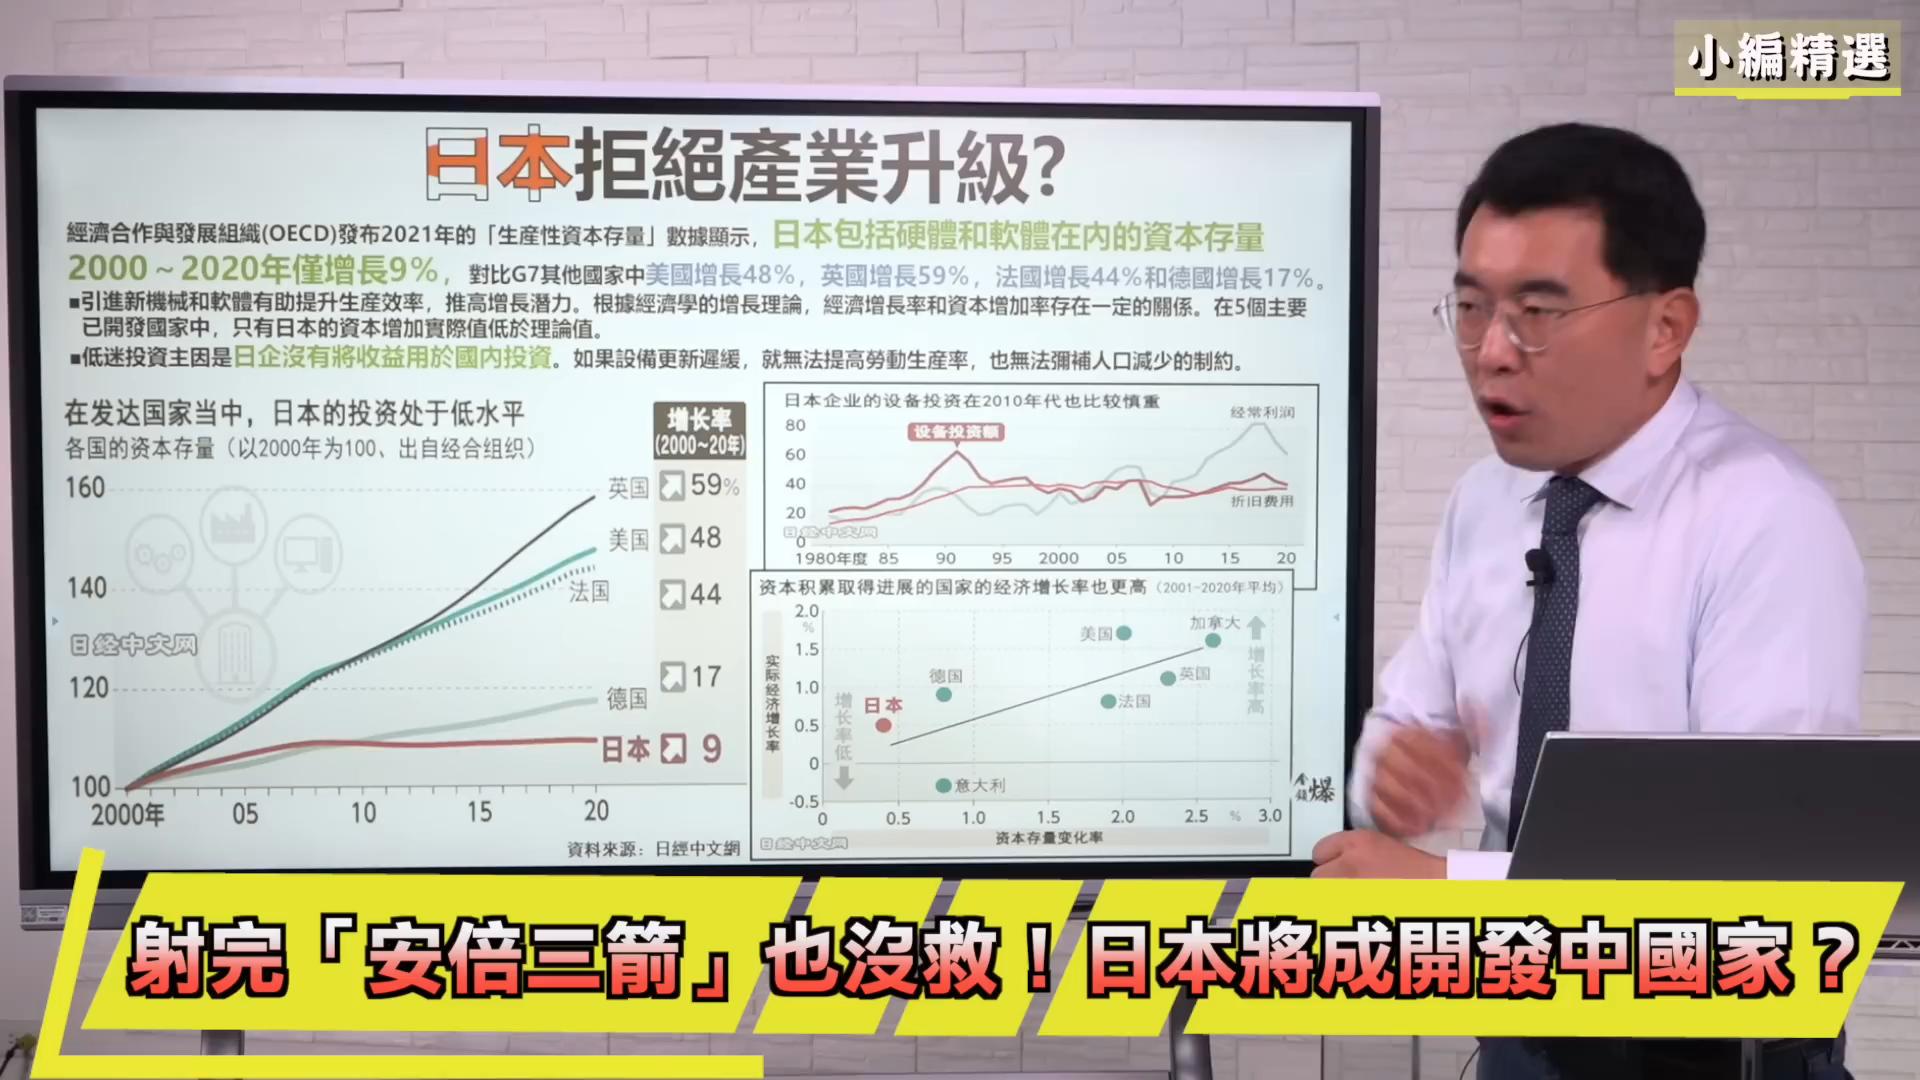 小編精選
日本拒絕產業升級?
經濟合作與發展組織(OECD)發布2021年的「生產性資本存量」數據顯示，日本包括硬體和軟體在內的資本存量
2000～2020年僅增長9%，對比G7其他國家中美國增長48%，英國增長59%，法國增長44%和德國增長17%。
■引進新機械和軟體有助提升生產效率，推高增長潛力。根據經濟學的增長理論，經濟增長率和資本增加率存在一定的關係。在5個主要
已開發國家中，只有日本的資本增加實際值低於理論值。
■低迷投資主因是日企沒有將收益用於國內投資。如果設備更新遲緩，就無法提高勞動生產率，也無法彌補人口減少的制約。
在发达国家当中，日本的投资处于低水平
各国的资本存量（以2000年为100、出自经合组织）
增长率
(2000~20年)
160
140
120
100
英国 59%
美国 48
法国 44
德国 17
日本 9
日经中文网
2000年 05 10 15 20
資料來源：日經中文網
日本企业的设备投资在2010年代也比较慎重
80
60
40
20
0
设备投资额
经常利润
折旧费用
日经中文网
1980年度 85 90 95 2000 05 10 15 20
资本积累取得进展的国家的经济增长率也更高（2001-2020年平均）
2.0
%
1.5
1.0
0.5
0
-0.5
实际经济增长率
增长率低
增长率高
美国
加拿大
德国
英国
日本
法国
意大利
0 0.5 1.0 1.5 2.0 2.5 % 3.0
资本存量变化率
日经中文网
金錢爆
射完「安倍三箭」也沒救！日本將成開發中國家？